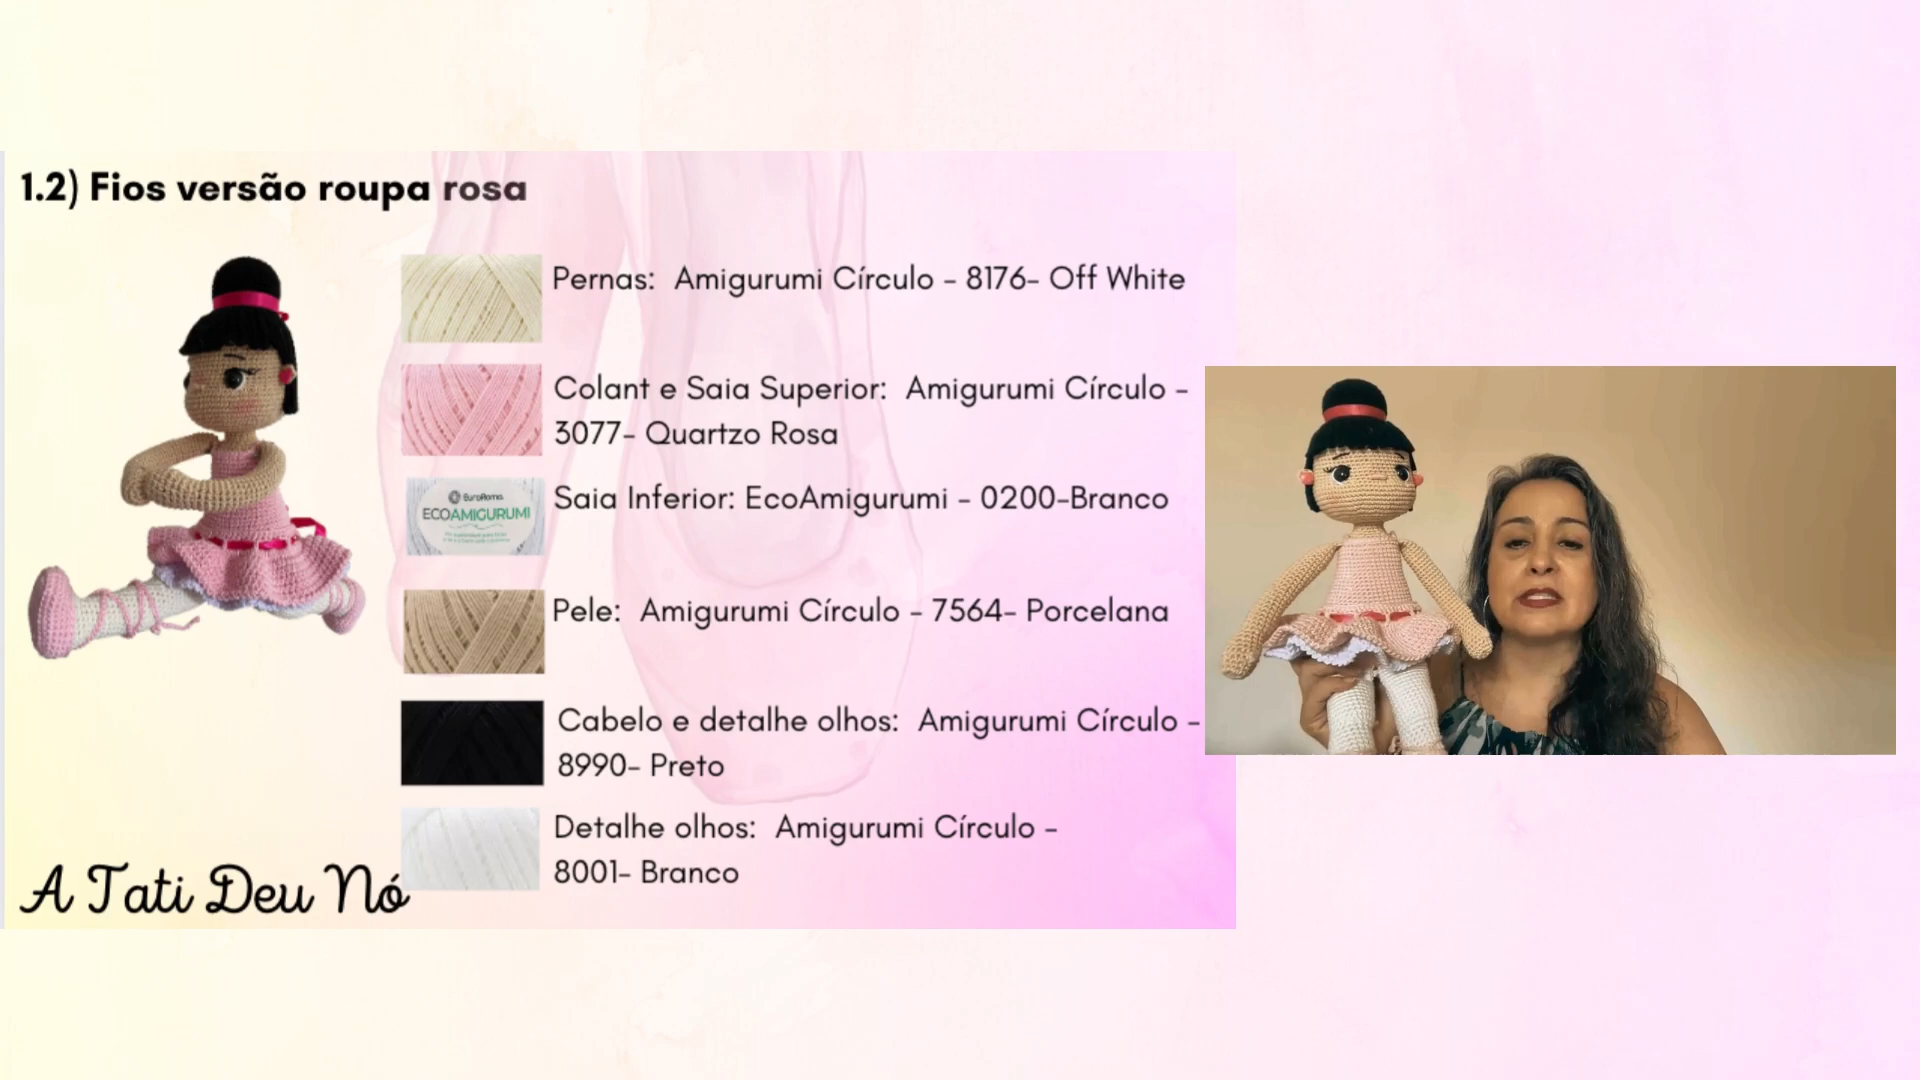 1.2) Fios versão roupa rosa
Pernas: Amigurumi Círculo - 8176- Off White
Colant e Saia Superior: Amigurumi Círculo -
3077- Quartzo Rosa
EuroRoma
ECOAMIGURUMI
Saia Inferior: EcoAmigurumi - 0200-Branco
Pele: Amigurumi Círculo - 7564- Porcelana
Cabelo e detalhe olhos: Amigurumi Círculo -
8990- Preto
Detalhe olhos: Amigurumi Círculo -
8001- Branco
A Tati Deu Nó